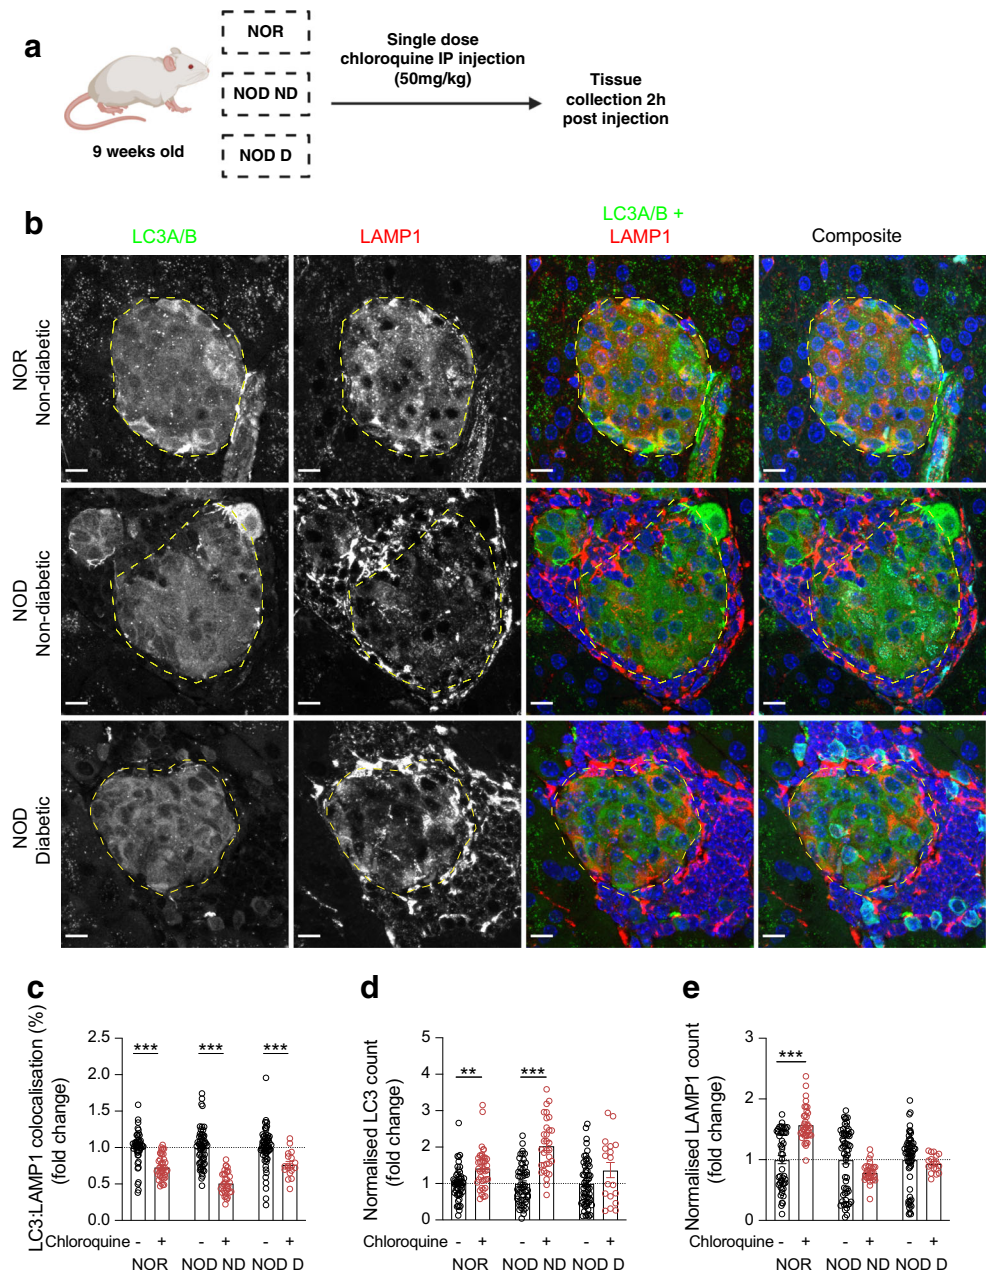 a
9 weeks old
NOR
NOD ND
NOD D
Single dose
chloroquine IP injection
(50mg/kg)
Tissue
collection 2h
post injection
b
LC3A/B
LAMP1
LC3A/B +
LAMP1
Composite
NOR
Non-diabetic
NOD
Non-diabetic
NOD
Diabetic
c
LC3:LAMP1 colocalisation (%)
(fold change)
2.5
2.0
1.5
1.0
0.5
0.0
***
***
***
Chloroquine
- + - + - +
NOR NOD ND NOD D
d
Normalised LC3 count
(fold change)
5
4
3
2
1
0
**
***
- + - + - +
NOR NOD ND NOD D
e
Normalised LAMP1 count
(fold change)
3
2
1
0
***
Chloroquine
- + - + - +
NOR NOD ND NOD D